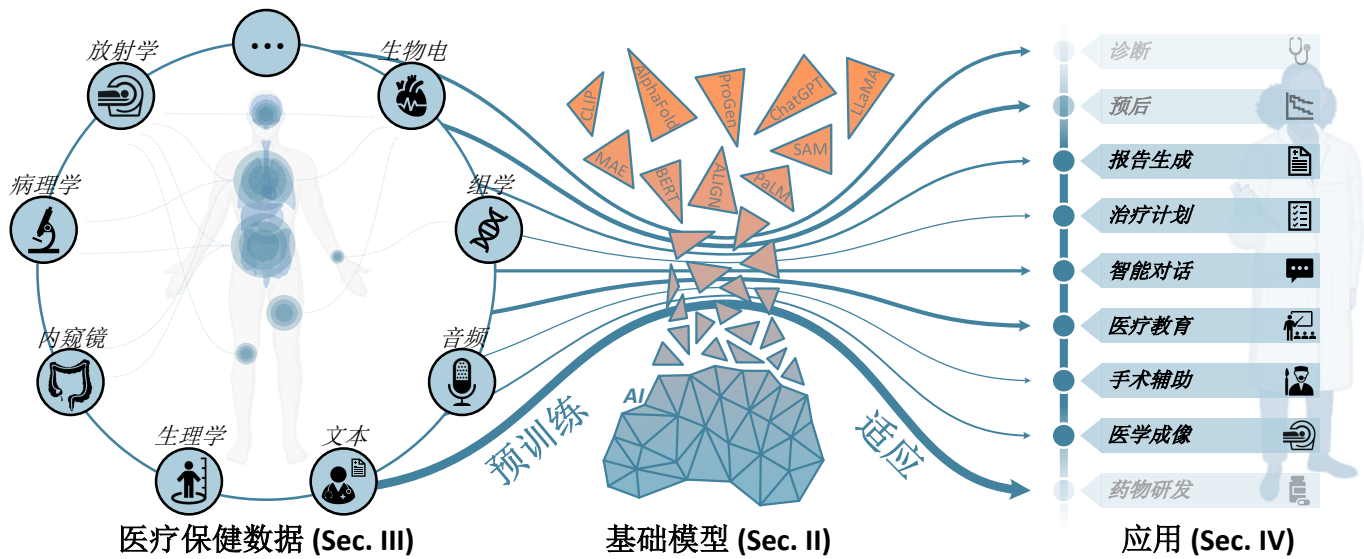 ...
放射学
生物电
病理学
组学
内窥镜
音频
生理学
文本
医疗保健数据 (Sec. III)
CLIP
AlphaFold
ProGen
ChatGPT
LLaMA
MAE
BERT
ALIGN
PaLM
SAM
AI
预训练
适应
基础模型 (Sec. II)
诊断
预后
报告生成
治疗计划
智能对话
医疗教育
手术辅助
医学成像
药物研发
应用 (Sec. IV)